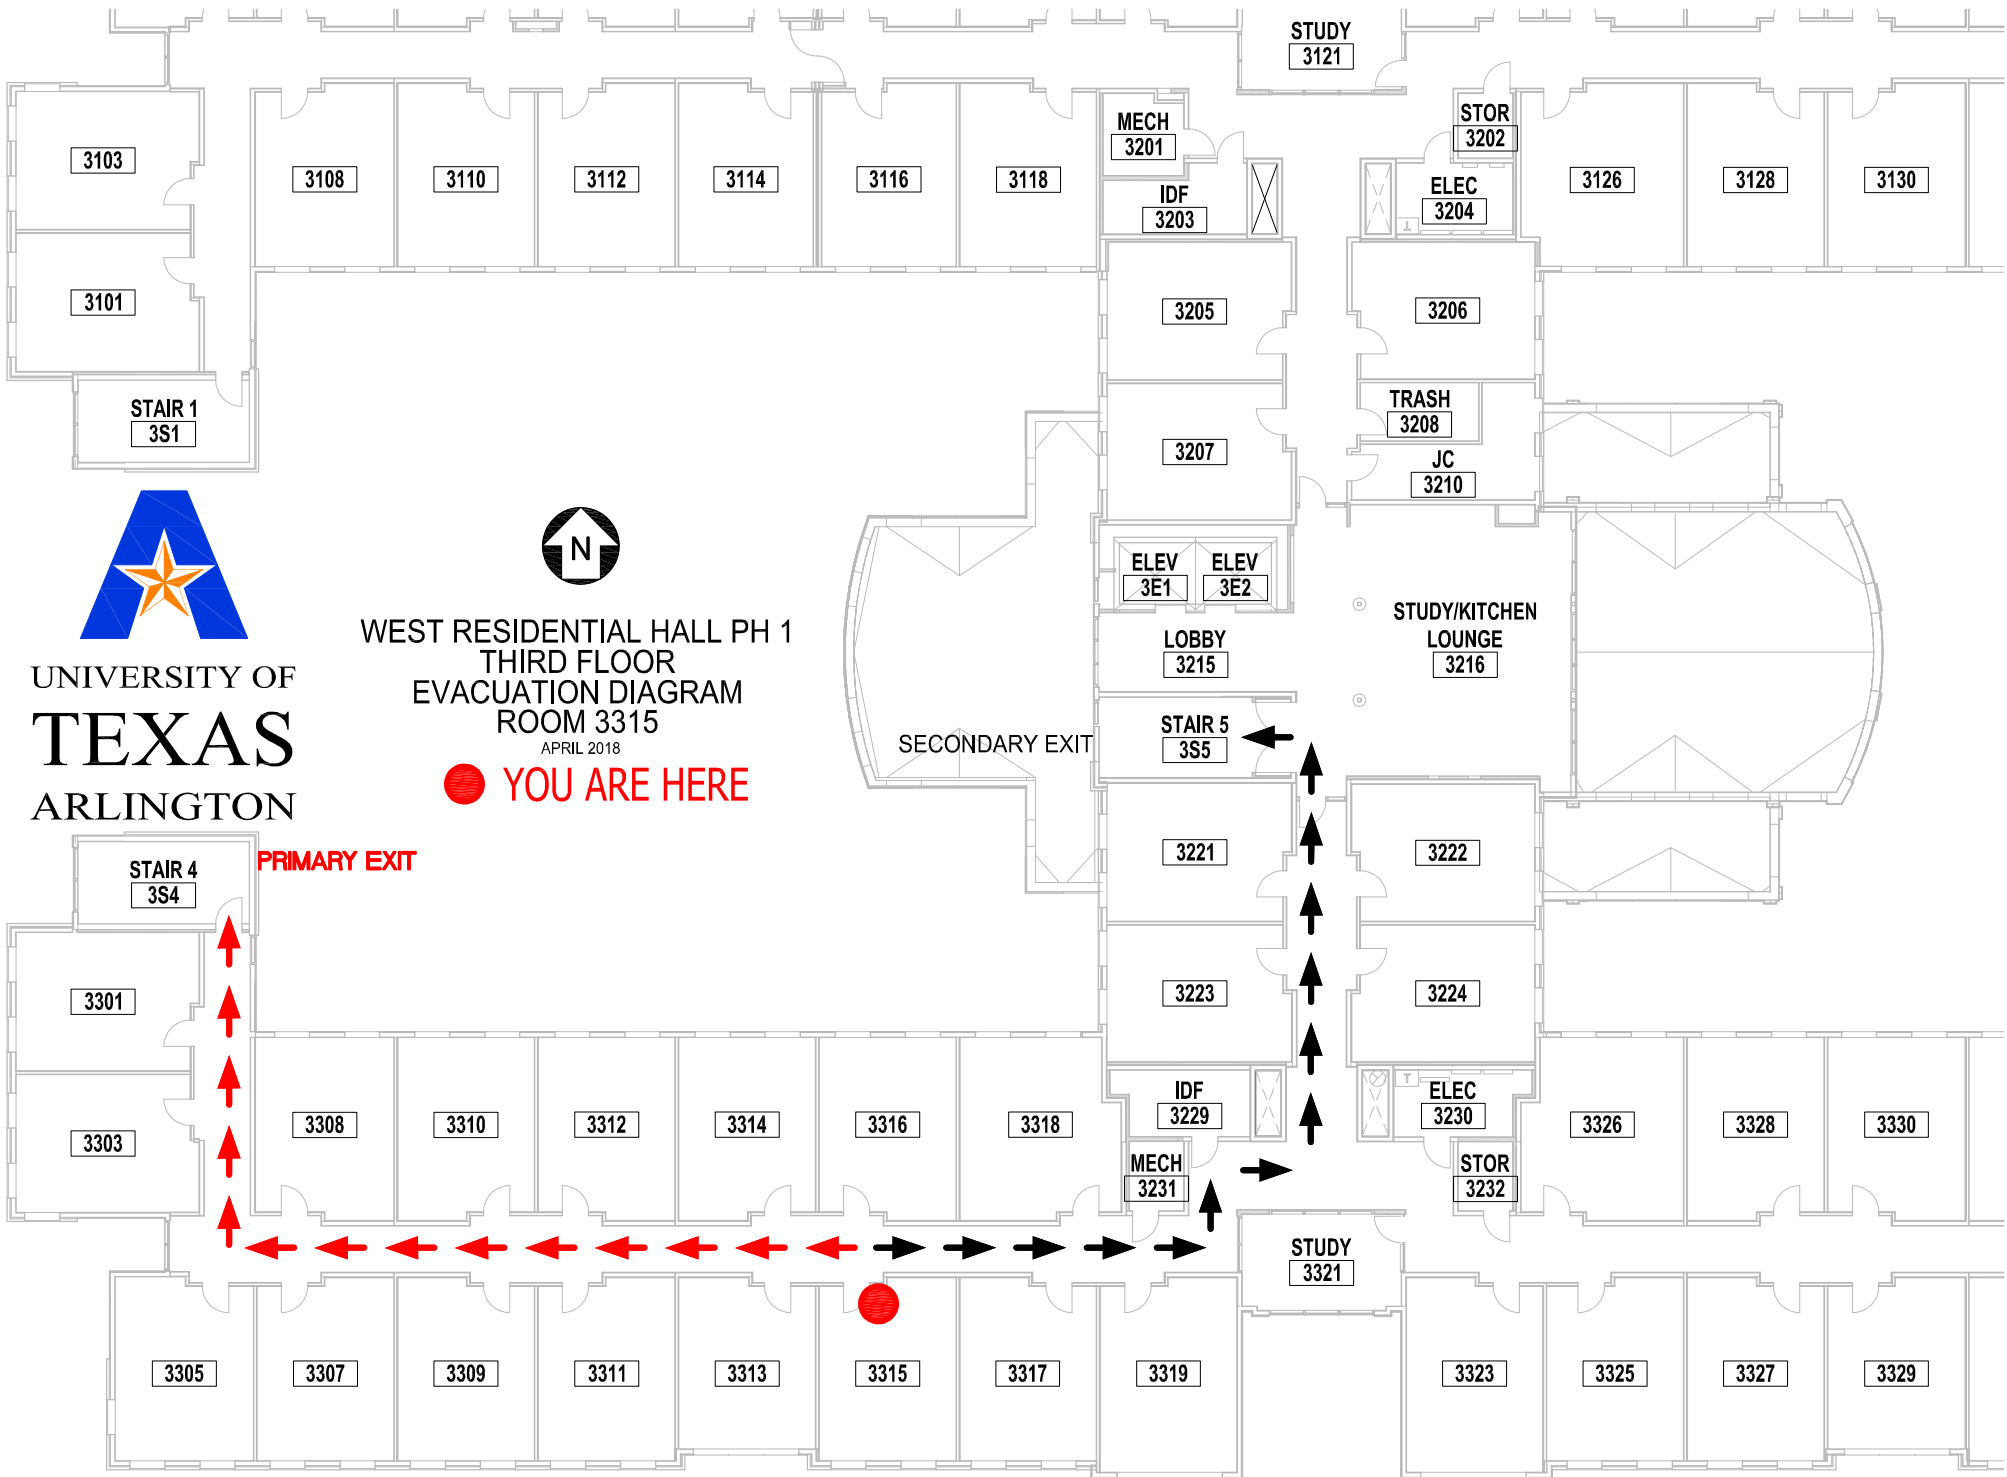 STUDY
3121
MECH
3201
STOR
3202
3103
3108
3110
3112
3114
3116
3118
IDF
3203
ELEC
3204
T
3126
3128
3130
3101
3205
3206
STAIR 1
3S1
TRASH
3208
3207
JC
3210
N
ELEV
3E1
ELEV
3E2
WEST RESIDENTIAL HALL PH 1
THIRD FLOOR
EVACUATION DIAGRAM
ROOM 3315
APRIL 2018
YOU ARE HERE
UNIVERSITY OF
TEXAS
ARLINGTON
LOBBY
3215
STUDY/KITCHEN
LOUNGE
3216
STAIR 5
3S5
SECONDARY EXIT
PRIMARY EXIT
STAIR 4
3S4
3221
3222
3301
3223
3224
3303
3308
3310
3312
3314
3316
3318
IDF
3229
T
ELEC
3230
3326
3328
3330
MECH
3231
STOR
3232
STUDY
3321
3305
3307
3309
3311
3313
3315
3317
3319
3323
3325
3327
3329